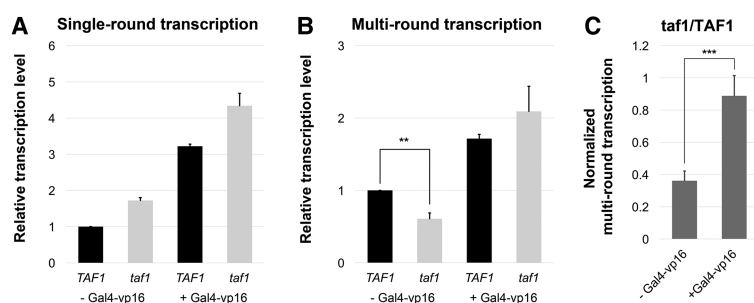 A
Single-round transcription
Relative transcription level
6
5
4
3
2
1
0
TAF1 taf1 TAF1 taf1
- Gal4-vp16 + Gal4-vp16
B
Multi-round transcription
Relative transcription level
3
2
1
0
**
TAF1 taf1 TAF1 taf1
- Gal4-vp16 + Gal4-vp16
C
taf1/TAF1
Normalized
multi-round transcription
1.2
1
0.8
0.6
0.4
0.2
0
***
- Gal4-vp16
+Gal4-vp16